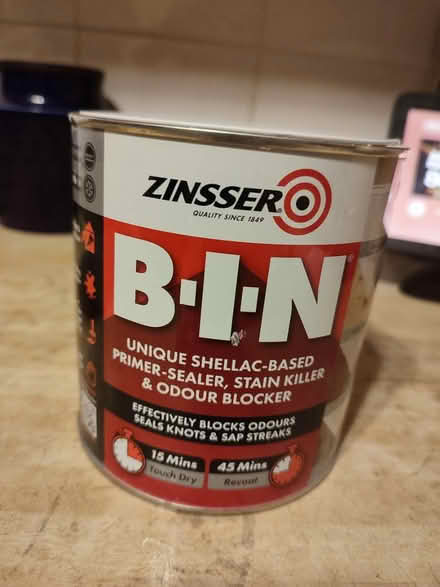 ZINSSER
QUALITY SINCE 1849
B-I-N®
UNIQUE SHELLAC-BASED
PRIMER-SEALER, STAIN KILLER
& ODOUR BLOCKER
EFFECTIVELY BLOCKS ODOURS
SEALS KNOTS & SAP STREAKS
15 Mins
Touch Dry
45 Mins
Recoat